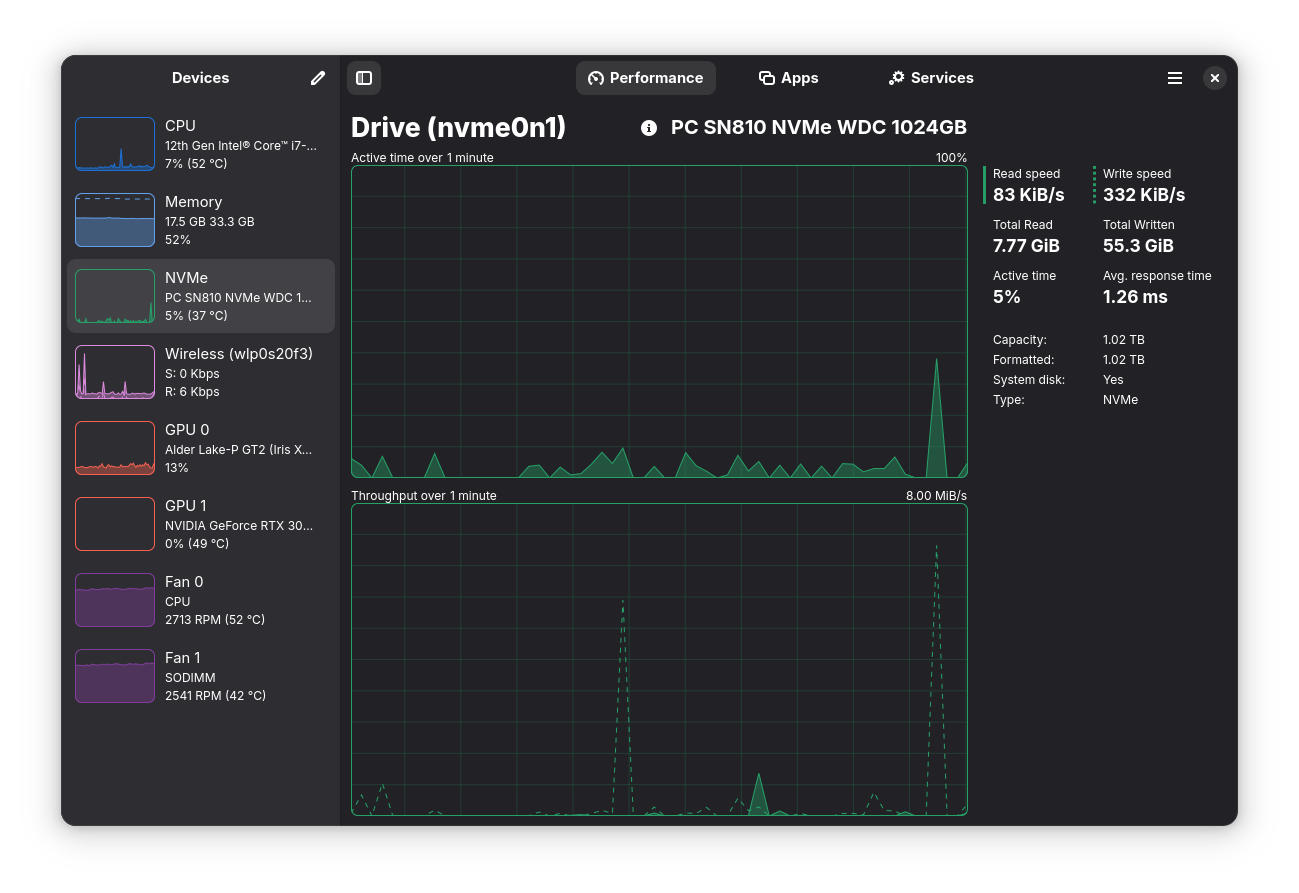 Devices
Performance
Apps
Services
CPU
12th Gen Intel® Core™ i7-...
7% (52 °C)
Memory
17.5 GB 33.3 GB
52%
NVMe
PC SN810 NVMe WDC 1...
5% (37 °C)
Wireless (wlp0s20f3)
S: 0 Kbps
R: 6 Kbps
GPU 0
Alder Lake-P GT2 (Iris X...
13%
GPU 1
NVIDIA GeForce RTX 30...
0% (49 °C)
Fan 0
CPU
2713 RPM (52 °C)
Fan 1
SODIMM
2541 RPM (42 °C)
Drive (nvme0n1)
PC SN810 NVMe WDC 1024GB
Active time over 1 minute
100%
Throughput over 1 minute
8.00 MiB/s
Read speed
83 KiB/s
Write speed
332 KiB/s
Total Read
7.77 GiB
Total Written
55.3 GiB
Active time
5%
Avg. response time
1.26 ms
Capacity: 1.02 TB
Formatted: 1.02 TB
System disk: Yes
Type: NVMe